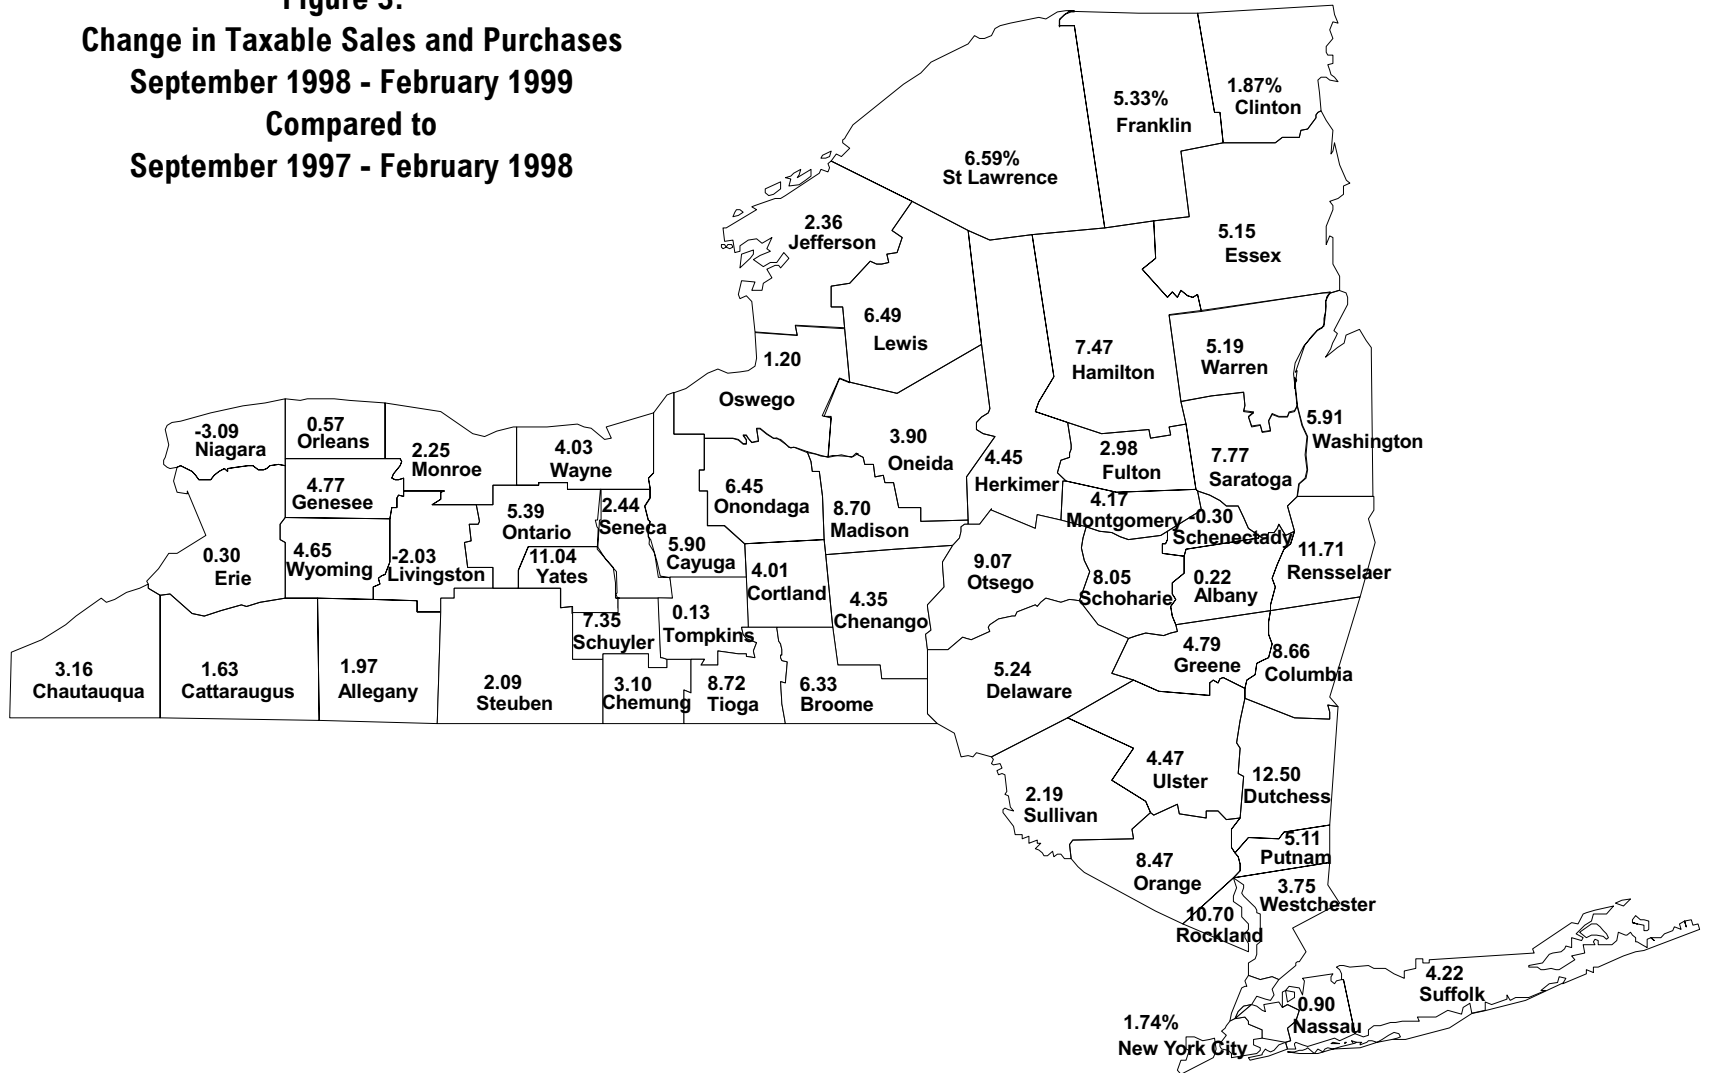 Figure 3:
Change in Taxable Sales and Purchases
September 1998 - February 1999
Compared to
September 1997 - February 1998
1.87%
Clinton
5.33%
Franklin
6.59%
St Lawrence
2.36
Jefferson
5.15
Essex
6.49
Lewis
7.47
Hamilton
5.19
Warren
1.20
Oswego
5.91
Washington
-3.09
Niagara
0.57
Orleans
2.25
Monroe
4.03
Wayne
3.90
Oneida
4.45
Herkimer
2.98
Fulton
7.77
Saratoga
4.77
Genesee
6.45
Onondaga
8.70
Madison
4.17
Montgomery
-0.30
Schenectady
5.39
Ontario
2.44
Seneca
5.90
Cayuga
0.30
Erie
4.65
Wyoming
-2.03
Livingston
11.04
Yates
4.01
Cortland
9.07
Otsego
8.05
Schoharie
0.22
Albany
11.71
Rensselaer
7.35
Schuyler
0.13
Tompkins
4.35
Chenango
4.79
Greene
8.66
Columbia
3.16
Chautauqua
1.63
Cattaraugus
1.97
Allegany
2.09
Steuben
3.10
Chemung
8.72
Tioga
6.33
Broome
5.24
Delaware
4.47
Ulster
12.50
Dutchess
2.19
Sullivan
5.11
Putnam
8.47
Orange
3.75
Westchester
10.70
Rockland
4.22
Suffolk
0.90
Nassau
1.74%
New York City